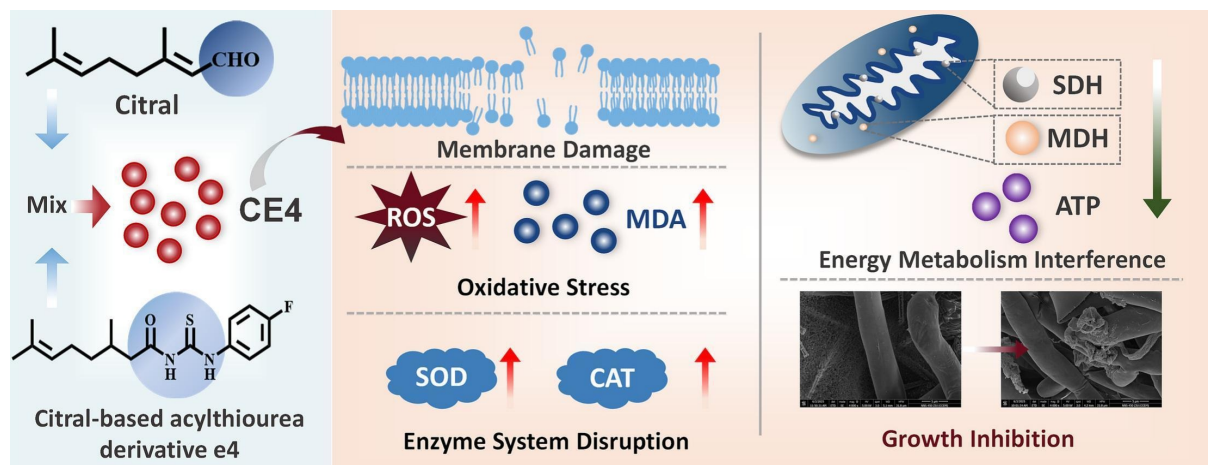 CHO
Citral
Mix
CE4
O
S
F
N
H
N
H
Citral-based acylthiourea
derivative e4
Membrane Damage
ROS
MDA
Oxidative Stress
SOD
CAT
Enzyme System Disruption
SDH
MDH
ATP
Energy Metabolism Interference
Growth Inhibition